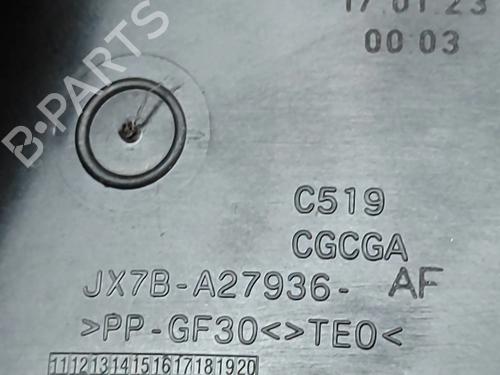 17.01.23
00 03
B-PARTS
C519
CGCGA
JX7B-A27936- AF
>PP-GF30<>TEO<
11 12 13 14 15 16 17 18 19 20